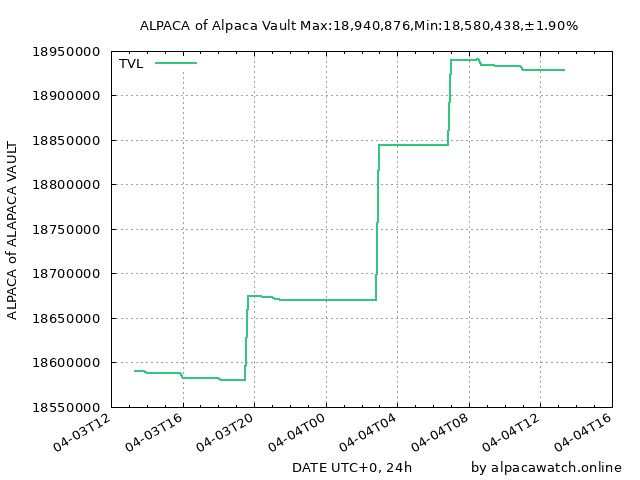 ALPACA of Alpaca Vault Max:18,940,876,Min:18,580,438,±1.90%
TVL
ALPACA of ALAPACA VAULT
18950000
18900000
18850000
18800000
18750000
18700000
18650000
18600000
18550000
04-03T12
04-03T16
04-03T20
04-04T00
04-04T04
04-04T08
04-04T12
04-04T16
DATE UTC+0, 24h
by alpacawatch.online